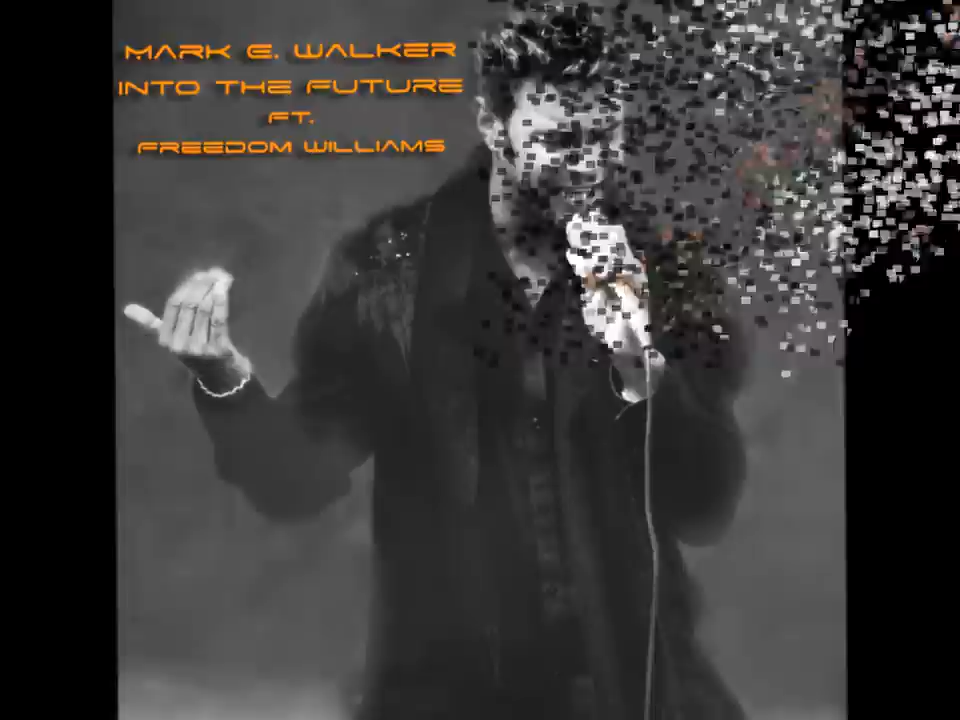 MARK E. WALKER
INTO THE FUTURE
FT.
FREEDOM WILLIAMS